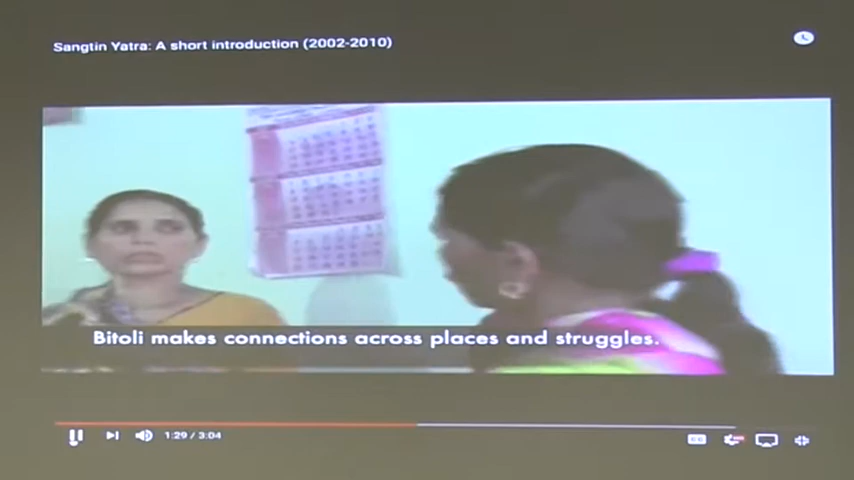 Sangtin Yatra: A short introduction (2002-2010)
Bitoli makes connections across places and struggles.
1:29 / 3:04